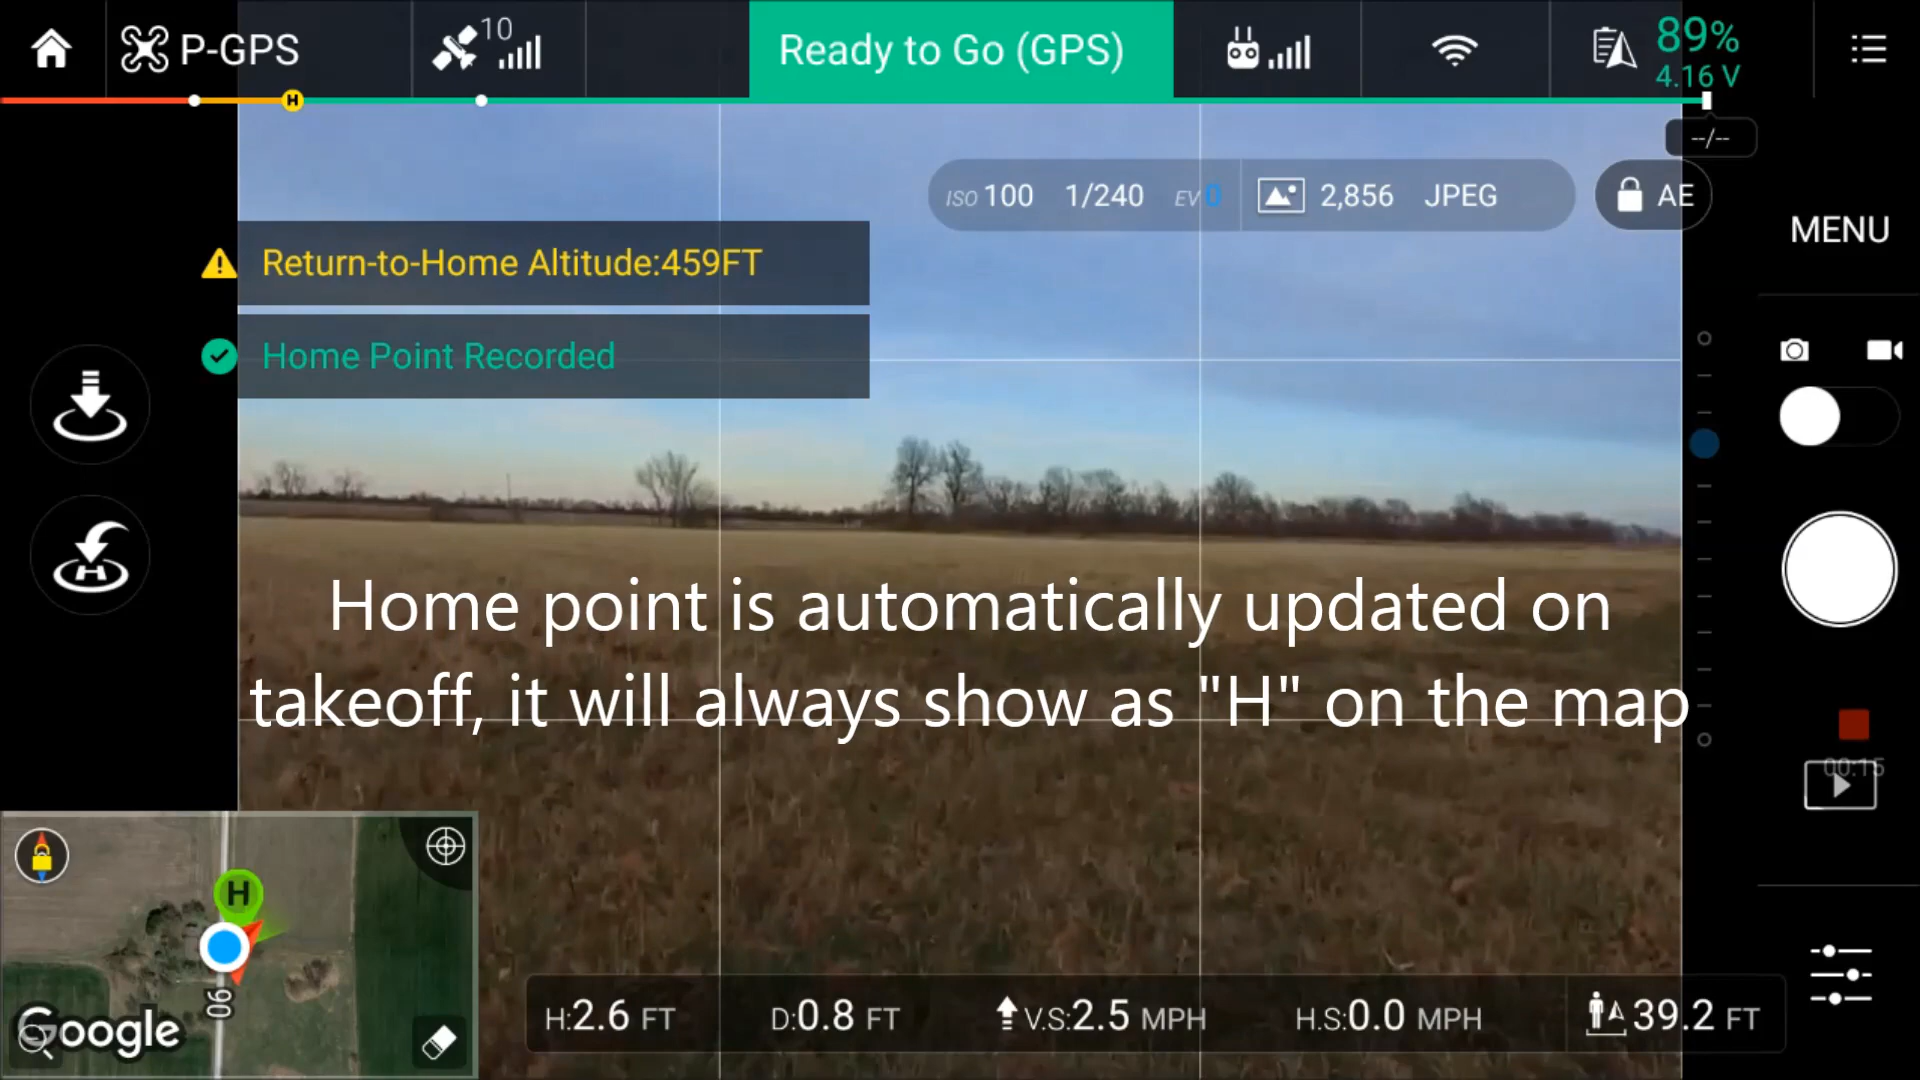 P-GPS
10
Ready to Go (GPS)
89%
4.16 V
--/--
ISO 100 1/240 EV 0 2,856 JPEG
AE
MENU
Return-to-Home Altitude:459FT
Home Point Recorded
H
Home point is automatically updated on
takeoff, it will always show as "H" on the map
00:15
H
90
Google
H:2.6 FT D:0.8 FT V.S:2.5 MPH H.S:0.0 MPH 39.2 FT